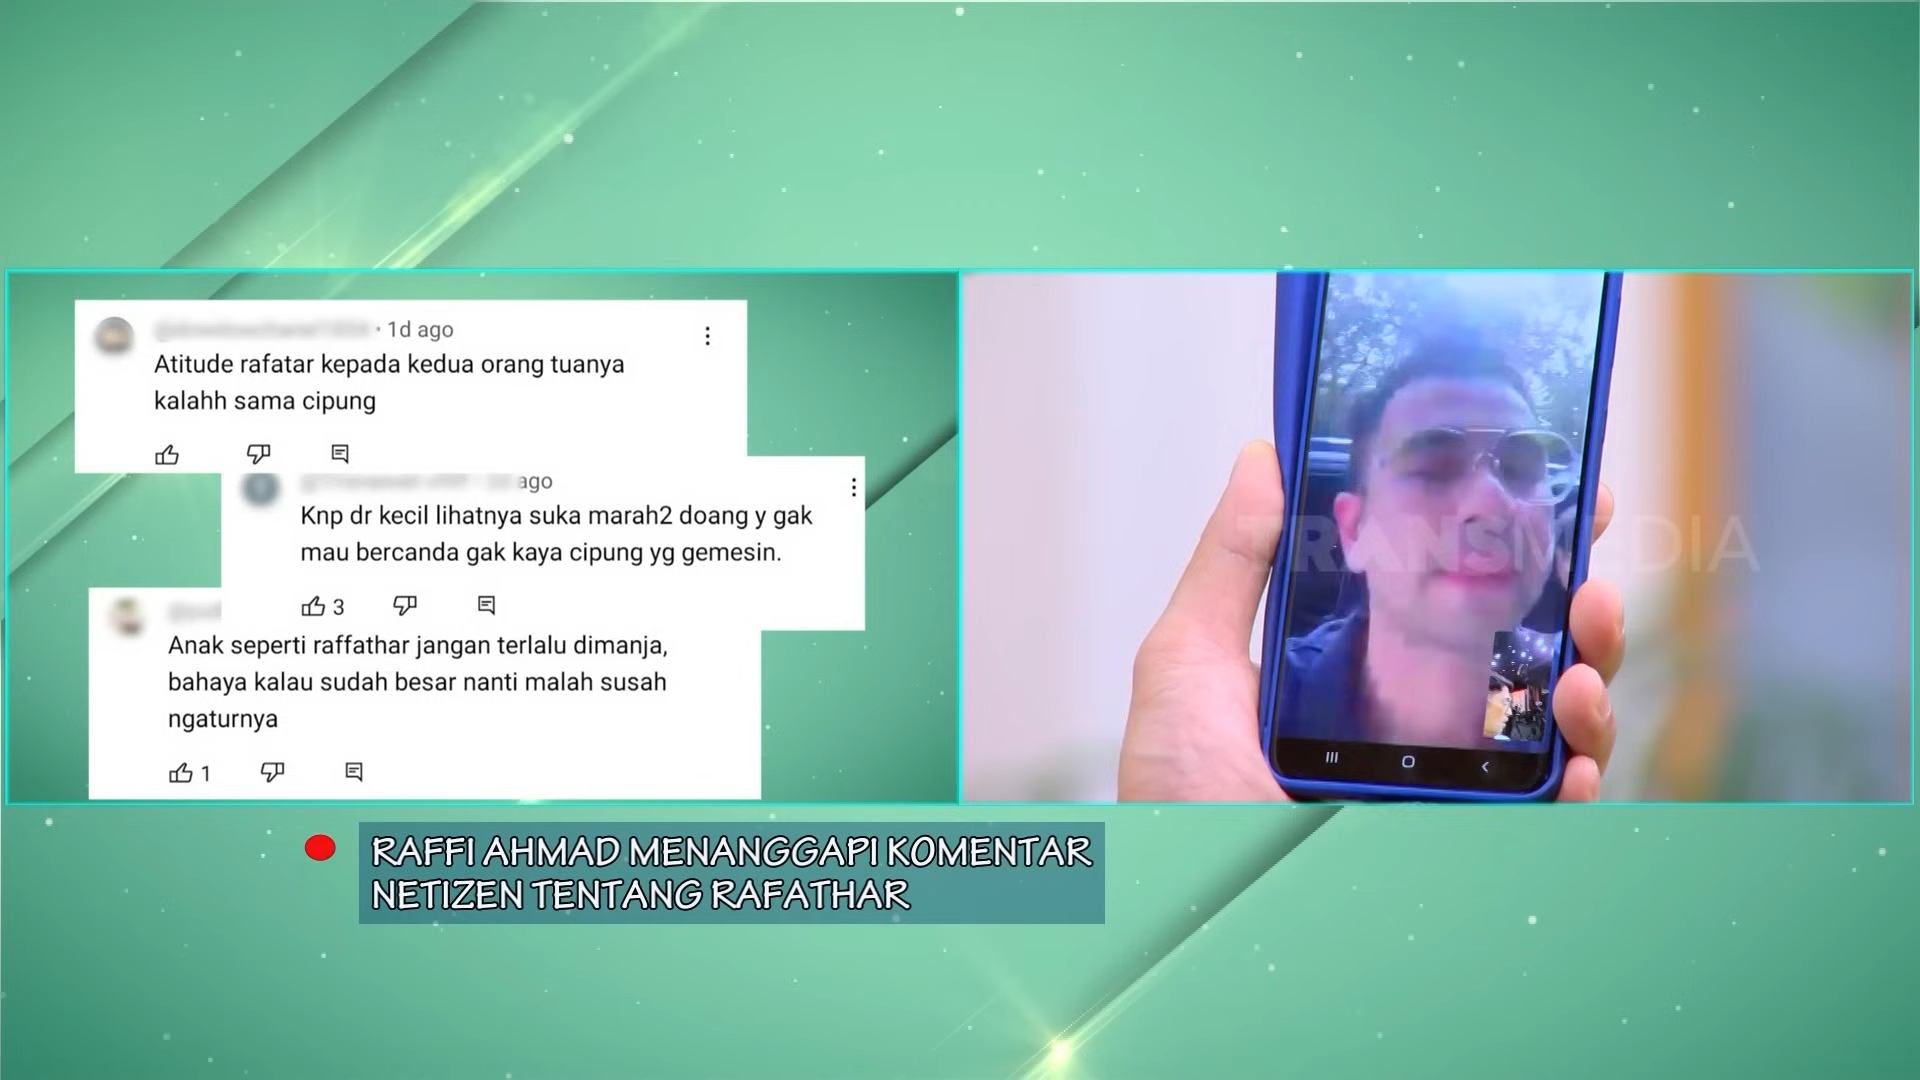 · 1d ago
Atitude rafatar kepada kedua orang tuanya
kalahh sama cipung
ago
Knp dr kecil lihatnya suka marah2 doang y gak
mau bercanda gak kaya cipung yg gemesin.
3
Anak seperti raffathar jangan terlalu dimanja,
bahaya kalau sudah besar nanti malah susah
ngaturnya
1
TRANSMEDIA
RAFFI AHMAD MENANGGAPI KOMENTAR
NETIZEN TENTANG RAFATHAR